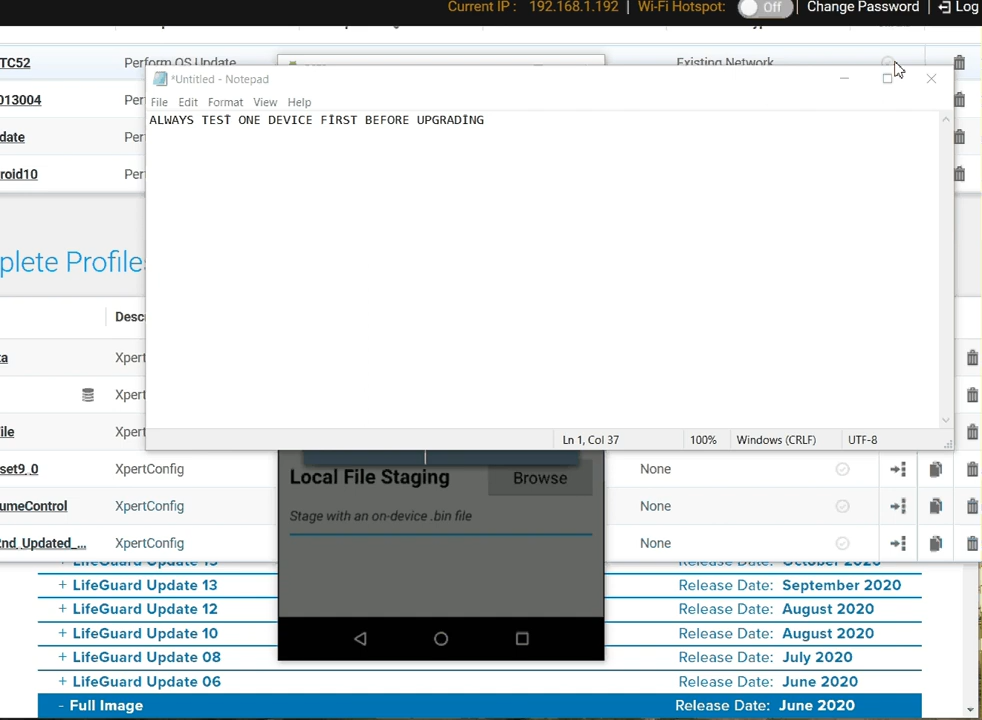 Current IP : 192.168.1.192 | Wi-Fi Hotspot: Off | Change Password | Log
TC52 Perform OS Update Existing Network
*Untitled - Notepad
013004 Per
File Edit Format View Help
ALWAYS TEST ONE DEVICE FIRST BEFORE UPGRADING
date Per
roid10 Per
plete Profile
Desc
ta Xpert
Xpert
ile Xpert
Ln 1, Col 37 100% Windows (CRLF) UTF-8
set9_0 XpertConfig None
Local File Staging Browse
umeControl XpertConfig None
Stage with an on-device .bin file
2nd_Updated_... XpertConfig None
+ LifeGuard Update 13 Release Date: September 2020
+ LifeGuard Update 12 Release Date: August 2020
+ LifeGuard Update 10 Release Date: August 2020
+ LifeGuard Update 08 Release Date: July 2020
+ LifeGuard Update 06 Release Date: June 2020
- Full Image Release Date: June 2020